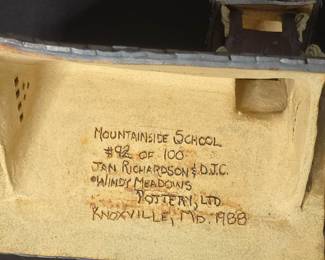 MOUNTAINSIDE SCHOOL
#92 OF 100
JAN RICHARDSON & D.J.C.
©WINDY MEADOWS
POTTERY, LTD.
KNOXVILLE, MD. 1988